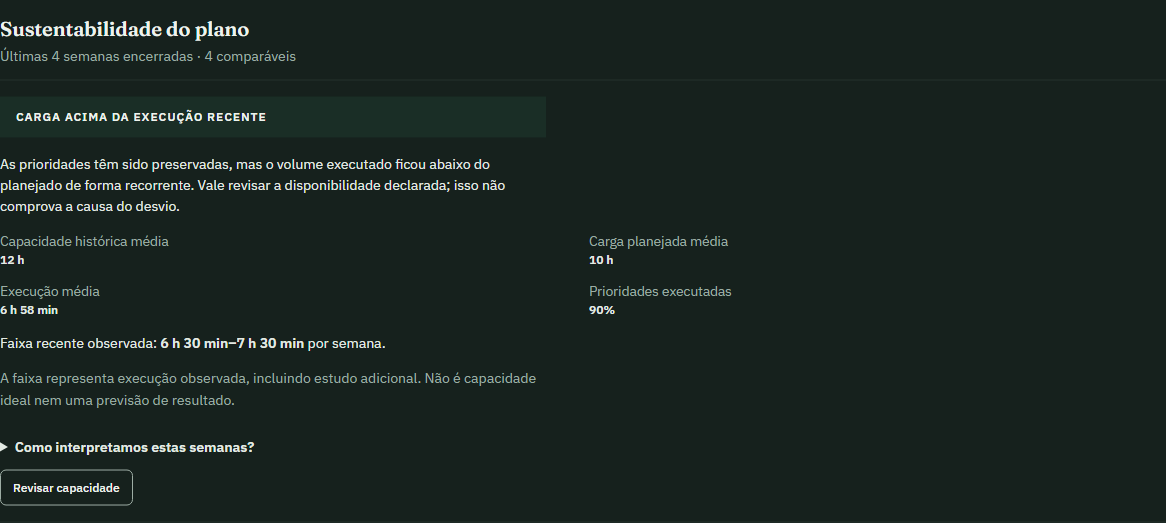 Sustentabilidade do plano
Últimas 4 semanas encerradas · 4 comparáveis
CARGA ACIMA DA EXECUÇÃO RECENTE
As prioridades têm sido preservadas, mas o volume executado ficou abaixo do
planejado de forma recorrente. Vale revisar a disponibilidade declarada; isso não
comprova a causa do desvio.
Capacidade histórica média
12 h
Carga planejada média
10 h
Execução média
6 h 58 min
Prioridades executadas
90%
Faixa recente observada: 6 h 30 min–7 h 30 min por semana.
A faixa representa execução observada, incluindo estudo adicional. Não é capacidade
ideal nem uma previsão de resultado.
Como interpretamos estas semanas?
Revisar capacidade